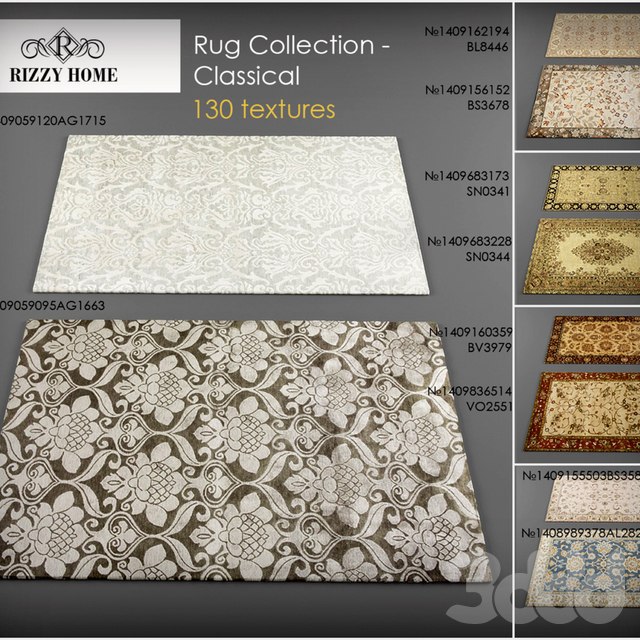 RIZZY HOME
Rug Collection -
Classical
130 textures
09059120AG1715
09059095AG1663
№1409162194
BL8446
№1409156152
BS3678
№1409683173
SN0341
№1409683228
SN0344
№1409160359
BV3979
№1409836514
VO2551
№1409155503BS358
№1408989378AL282
3ddd